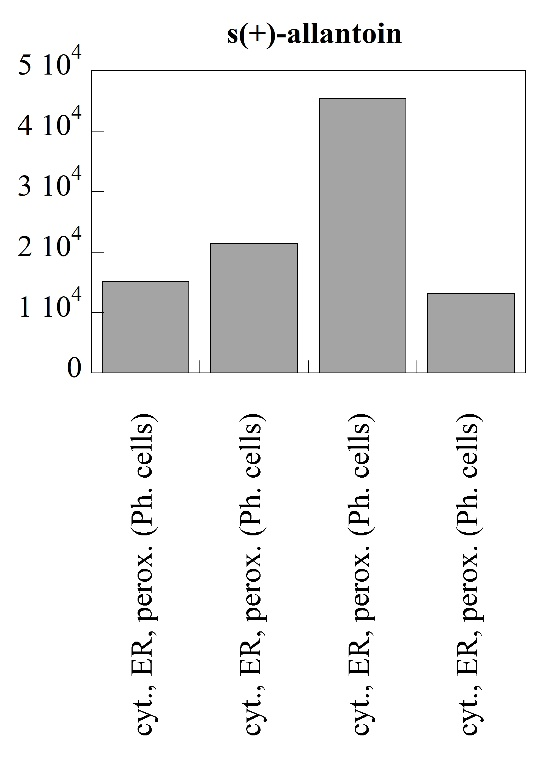 s(+)-allantoin
5 10⁴
4 10⁴
3 10⁴
2 10⁴
1 10⁴
0
cyt., ER, perox. (Ph. cells)
cyt., ER, perox. (Ph. cells)
cyt., ER, perox. (Ph. cells)
cyt., ER, perox. (Ph. cells)